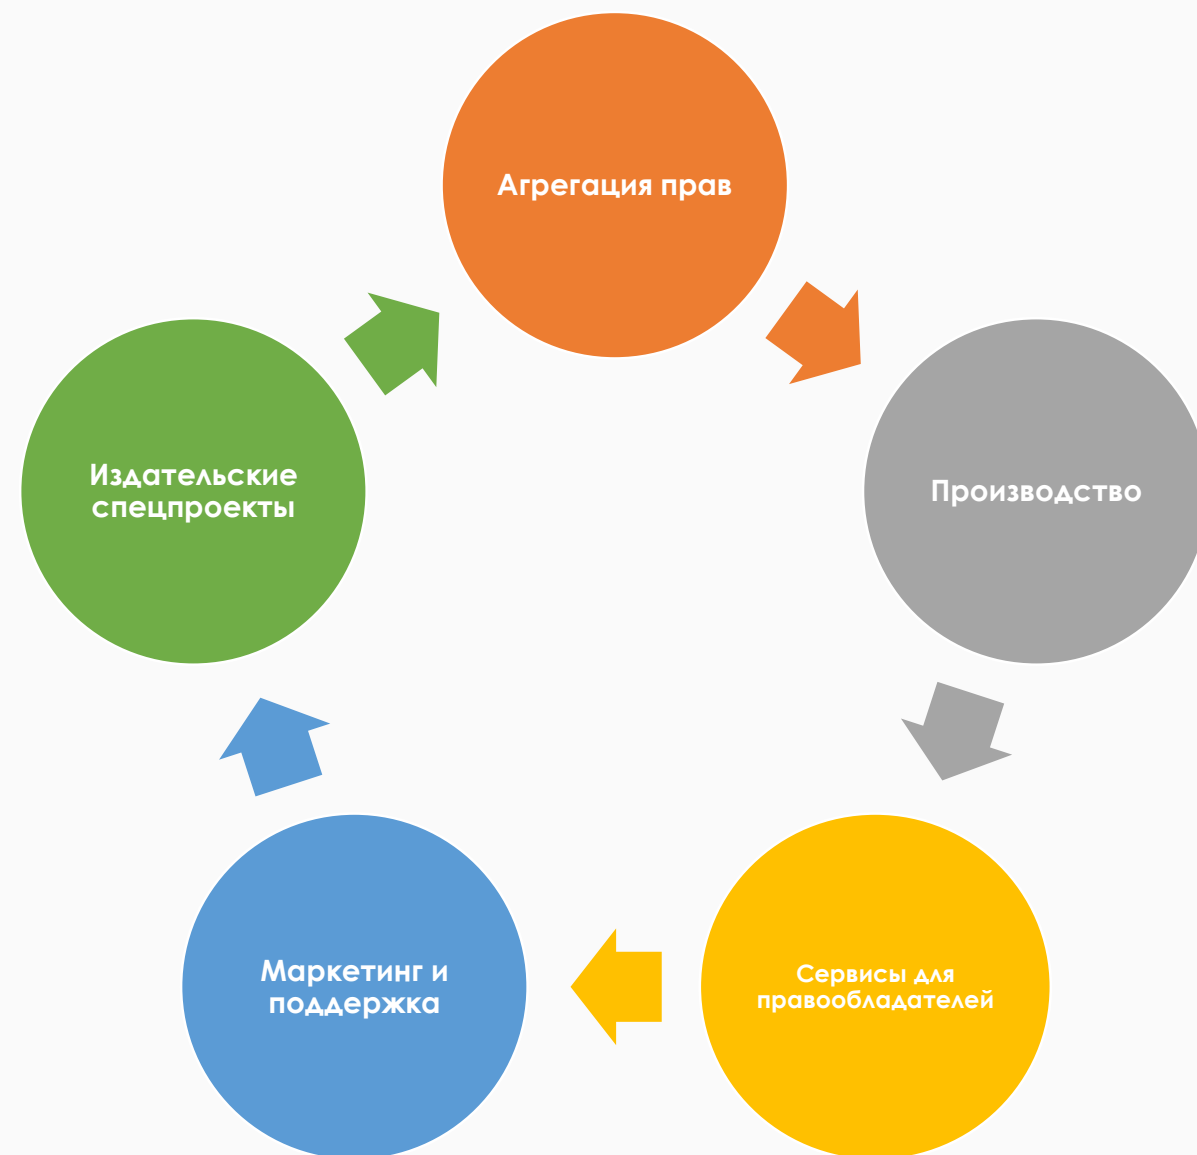 Агрегация прав
Производство
Сервисы для
правообладателей
Маркетинг и
поддержка
Издательские
спецпроекты